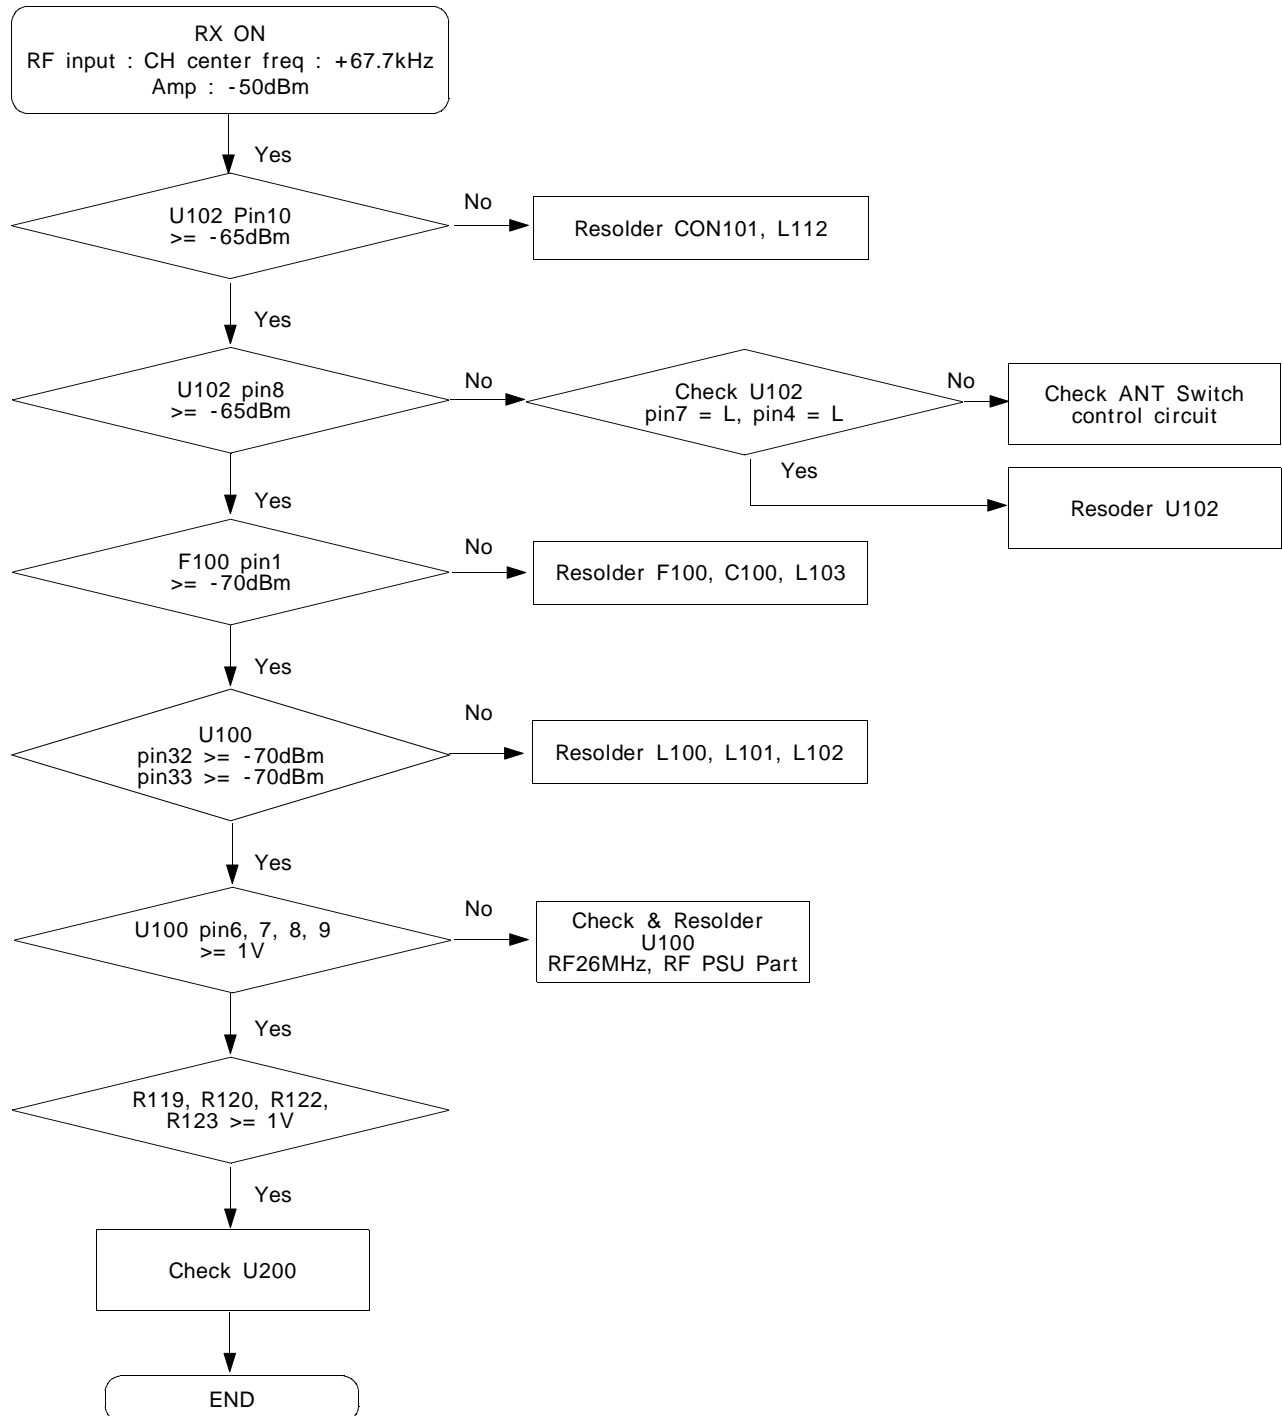 RX ON
RF input : CH center freq : +67.7kHz
Amp : -50dBm
Yes
U102 Pin10
>= -65dBm
No
Resolder CON101, L112
Yes
U102 pin8
>= -65dBm
No
Check U102
pin7 = L, pin4 = L
No
Check ANT Switch
control circuit
Yes
Resoder U102
Yes
F100 pin1
>= -70dBm
No
Resolder F100, C100, L103
Yes
U100
pin32 >= -70dBm
pin33 >= -70dBm
No
Resolder L100, L101, L102
Yes
U100 pin6, 7, 8, 9
>= 1V
No
Check & Resolder
U100
RF26MHz, RF PSU Part
Yes
R119, R120, R122,
R123 >= 1V
Yes
Check U200
END